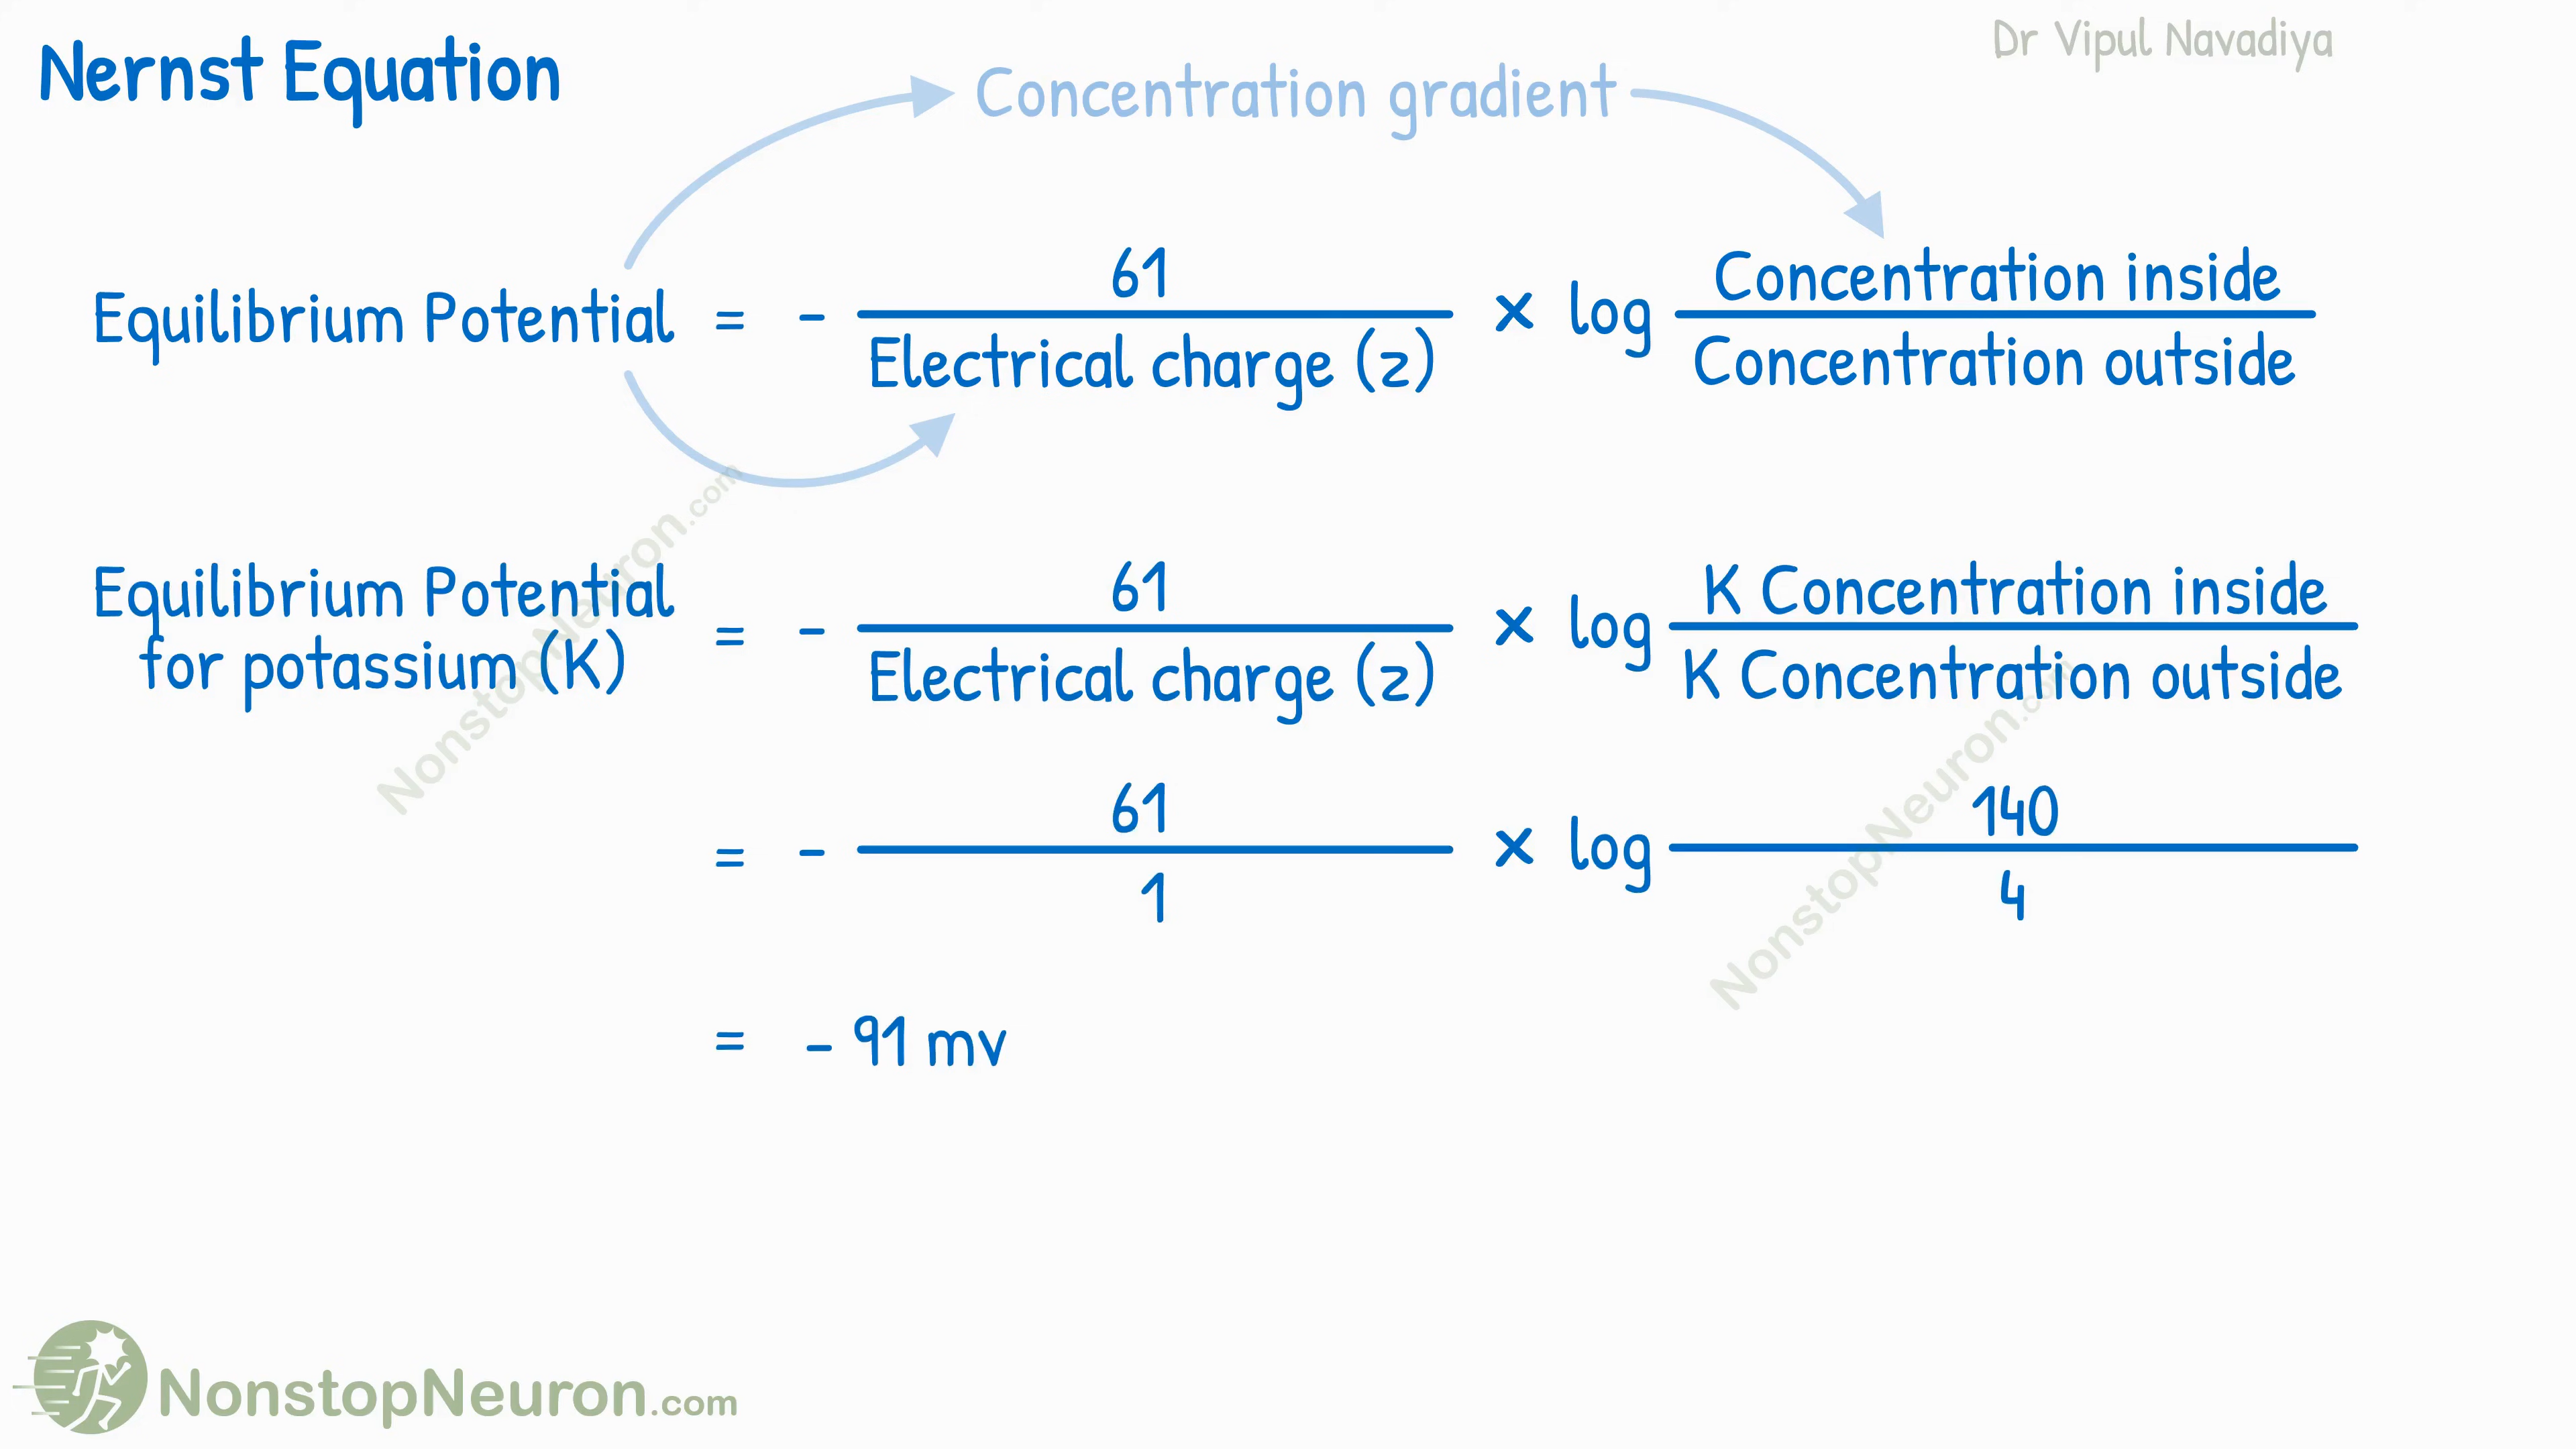 Dr Vipul Navadiya
Nernst Equation
Concentration gradient
Equilibrium Potential = - 61 / Electrical charge (z) × log Concentration inside / Concentration outside
Equilibrium Potential
for potassium (K)
= - 61 / Electrical charge (z) × log K Concentration inside / K Concentration outside
= - 61 / 1 × log 140 / 4
= - 91 mv
NonstopNeuron.com
NonstopNeuron.com
NonstopNeuron.com